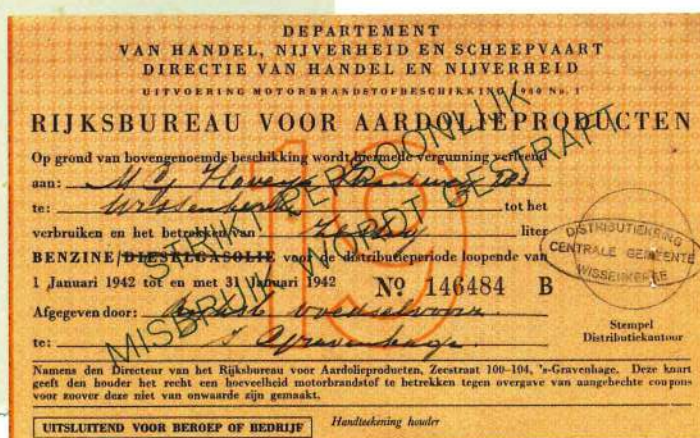 DEPARTEMENT
VAN HANDEL, NIJVERHEID EN SCHEEPVAART
DIRECTIE VAN HANDEL EN NIJVERHEID
UITVOERING MOTORBRANDSTOFBESCHIKKING 1940 No. 1
RIJKSBUREAU VOOR AARDOLIEPRODUCTEN
Op grond van bovengenoemde beschikking wordt hiermede vergunning verleend
aan:
te: tot het
verbruiken en het betrekken van liter
BENZINE/DIESELGASOLIE voor de distributieperiode loopende van
1 Januari 1942 tot en met 31 Januari 1942 No 146484 B
Afgegeven door:
te: 's Gravenhage.
STRIKT PERSOONLIJK
MISBRUIK WORDT GESTRAFT
19
DISTRIBUTIEKRING
CENTRALE GEMEENTE
WISSENKERKE
Stempel
Distributiekantoor
Namens den Directeur van het Rijksbureau voor Aardolieproducten, Zeestraat 100-104, 's-Gravenhage. Deze kaart
geeft den houder het recht een hoeveelheid motorbrandstof te betrekken tegen overgave van aangehechte coupons
voor zoover deze niet van onwaarde zijn gemaakt.
UITSLUITEND VOOR BEROEP OF BEDRIJF Handteekening houder